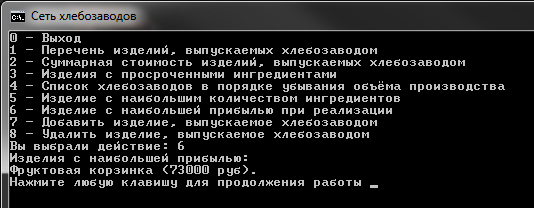 Сеть хлебозаводов
0 - Выход
1 - Перечень изделий, выпускаемых хлебозаводом
2 - Суммарная стоимость изделий, выпускаемых хлебозаводом
3 - Изделия с просроченными ингредиентами
4 - Список хлебозаводов в порядке убывания объёма производства
5 - Изделие с наибольшим количеством ингредиентов
6 - Изделие с наибольшей прибылью при реализации
7 - Добавить изделие, выпускаемое хлебозаводом
8 - Удалить изделие, выпускаемое хлебозаводом
Вы выбрали действие: 6
Изделия с наибольшей прибылью:
Фруктовая корзинка (73000 руб).
Нажмите любую клавишу для продолжения работы _